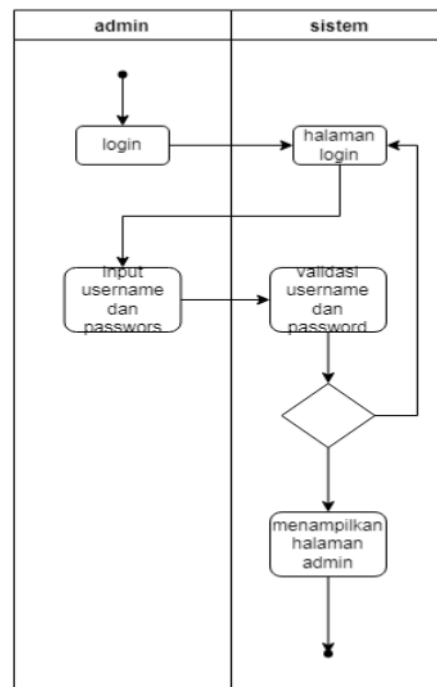 admin
sistem
login
halaman
login
input
username
dan
passwors
validasi
username
dan
password
menampilkan
halaman
admin